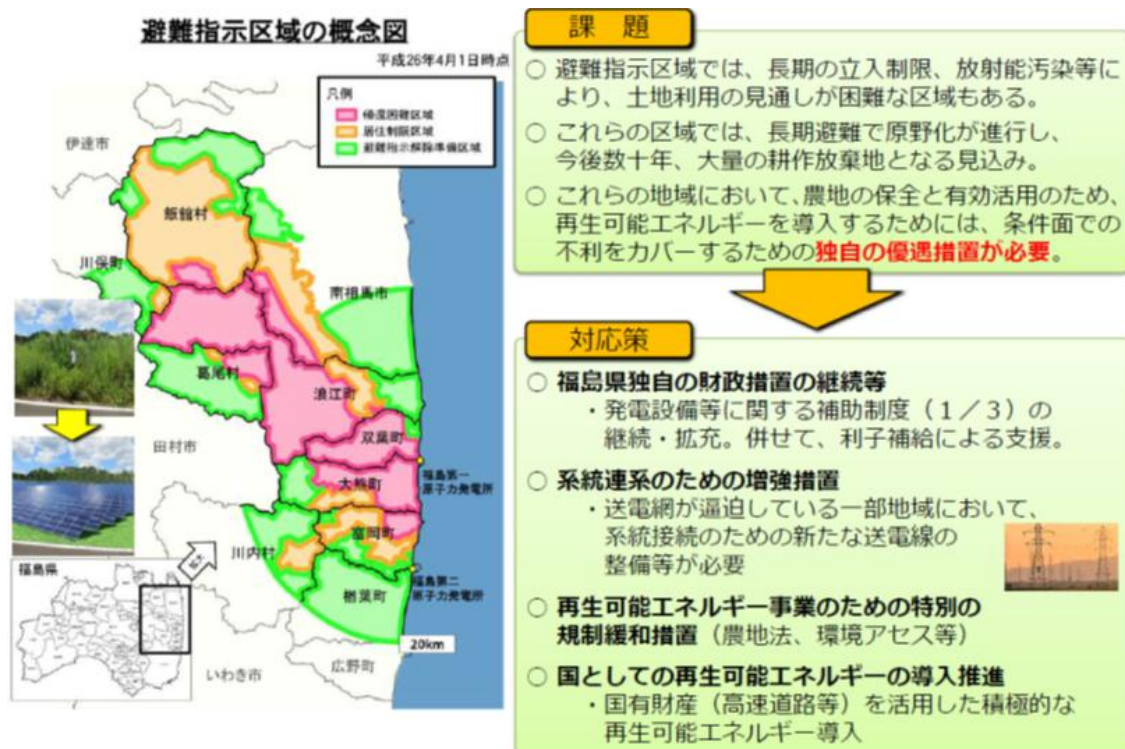 避難指示区域の概念図
平成26年4月1日時点
凡例
帰還困難区域
居住制限区域
避難指示解除準備区域
伊達市
飯舘村
川俣町
南相馬市
葛尾村
浪江町
田村市
双葉町
福島第一
原子力発電所
大熊町
富岡町
川内村
福島第二
原子力発電所
楢葉町
福島県
拡大
20km
いわき市
広野町
課 題
○ 避難指示区域では、長期の立入制限、放射能汚染等に
より、土地利用の見通しが困難な区域もある。
○ これらの区域では、長期避難で原野化が進行し、
今後数十年、大量の耕作放棄地となる見込み。
○ これらの地域において、農地の保全と有効活用のため、
再生可能エネルギーを導入するためには、条件面での
不利をカバーするための独自の優遇措置が必要。
対応策
○ 福島県独自の財政措置の継続等
・発電設備等に関する補助制度（１／３）の
継続・拡充。併せて、利子補給による支援。
○ 系統連系のための増強措置
・送電網が逼迫している一部地域において、
系統接続のための新たな送電線の
整備等が必要
○ 再生可能エネルギー事業のための特別の
規制緩和措置（農地法、環境アセス等）
○ 国としての再生可能エネルギーの導入推進
・国有財産（高速道路等）を活用した積極的な
再生可能エネルギー導入